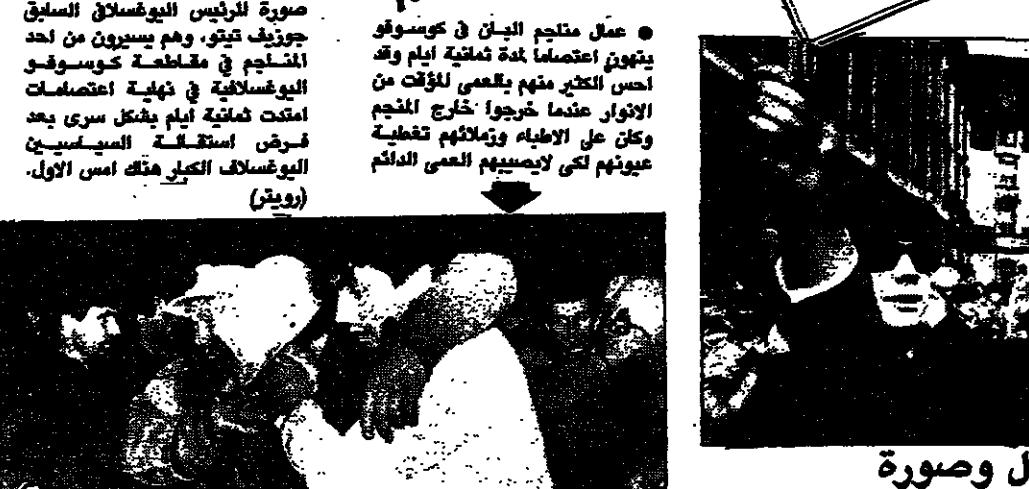 ● عمال مناجم البان في كوسوفو
ينهون اعتصاما لمدة ثمانية ايام وقد
احس الكثير منهم بالعمى المؤقت من
الانوار عندما خرجوا خارج المنجم
وكان على الاطباء وزملائهم تغطية
عيونهم لكي لايصيبهم العمى الدائم
صورة للرئيس اليوغسلافي السابق
جوزيف تيتو، وهم يسيرون من احد
المناجم في مقاطعة كوسوفو
اليوغسلافية في نهاية اعتصامات
امتدت ثمانية ايام بشكل سرى بعد
فرض استقالة السياسيين
اليوغسلاف الكبار هناك امس الاول.
(رويتر)
ل وصورة